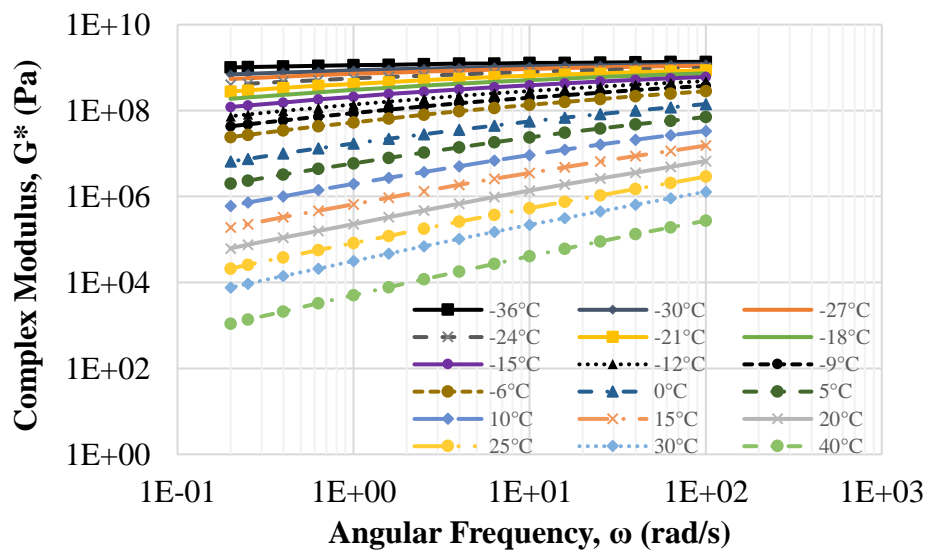 1E+10
1E+08
1E+06
1E+04
1E+02
1E+00
Complex Modulus, G* (Pa)
-36°C -30°C -27°C
-24°C -21°C -18°C
-15°C -12°C -9°C
-6°C 0°C 5°C
10°C 15°C 20°C
25°C 30°C 40°C
1E-01 1E+00 1E+01 1E+02 1E+03
Angular Frequency, ω (rad/s)